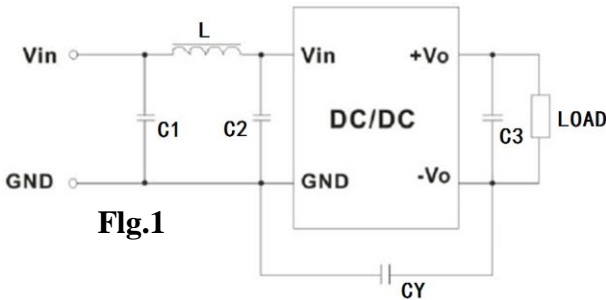 L
Vin
Vin
+Vo
C1
C2
DC/DC
C3
LOAD
GND
GND
-Vo
Flg.1
CY